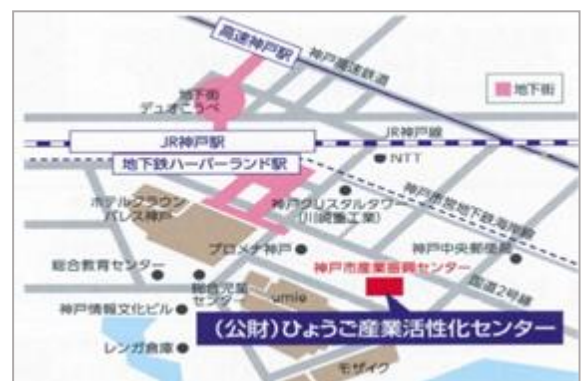 高速神戸駅
神戸高速鉄道
地下街
デュオこうべ
地下街
JR神戸駅
JR神戸線
地下鉄ハーバーランド駅
NTT
ホテルクラウン
パレス神戸
神戸クリスタルタワー
(川崎重工業)
神戸市営地下鉄海岸線
プロメナ神戸
神戸中央郵便局
総合教育センター
総合児童
センター
umie
神戸市産業振興センター
国道2号線
神戸情報文化ビル
(公財)ひょうご産業活性化センター
レンガ倉庫
モザイク